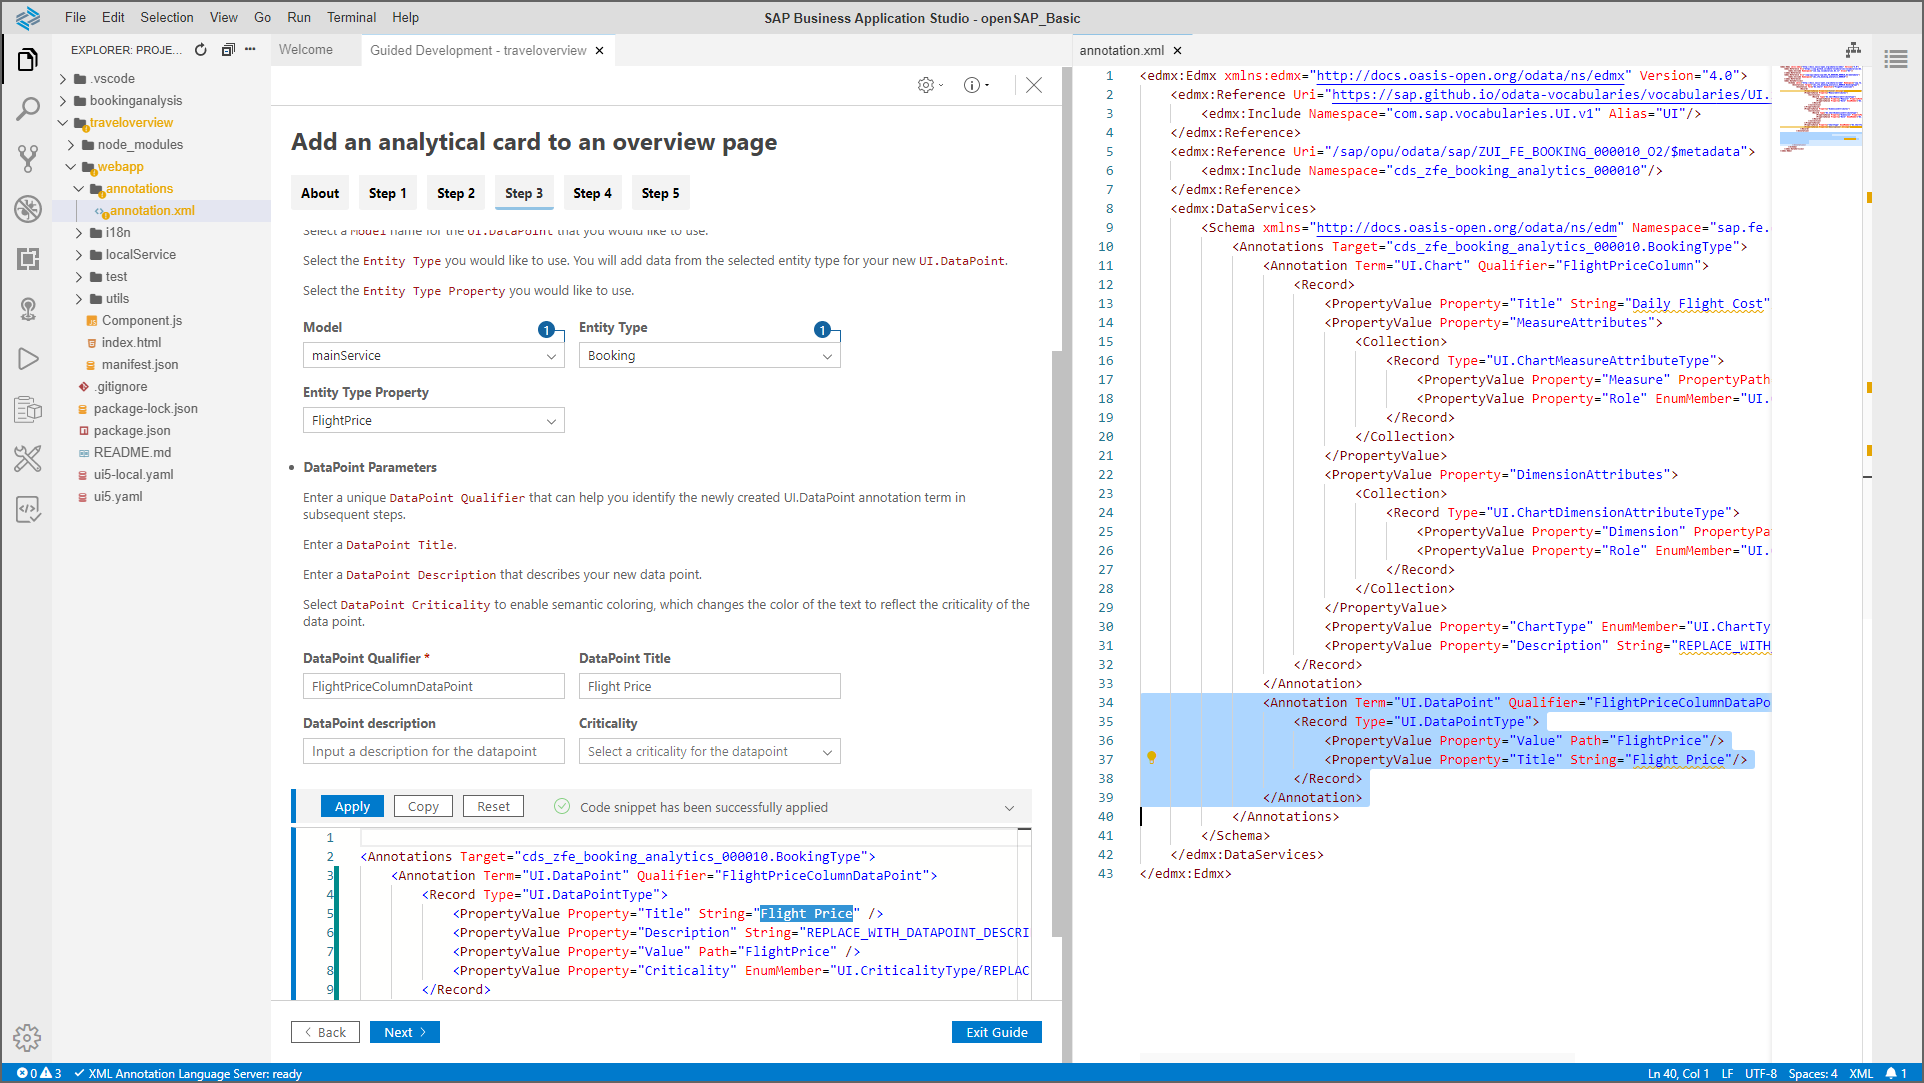 File Edit Selection View Go Run Terminal Help
SAP Business Application Studio - openSAP_Basic
EXPLORER: PROJE...
.vscode
bookinganalysis
traveloverview
node_modules
webapp
annotations
annotation.xml
i18n
localService
test
utils
Component.js
index.html
manifest.json
.gitignore
package-lock.json
package.json
README.md
ui5-local.yaml
ui5.yaml
Welcome
Guided Development - traveloverview
Add an analytical card to an overview page
About Step 1 Step 2 Step 3 Step 4 Step 5
Select a Model name for the UI.DataPoint that you would like to use.
Select the Entity Type you would like to use. You will add data from the selected entity type for your new UI.DataPoint.
Select the Entity Type Property you would like to use.
Model 1 Entity Type 1
mainService Booking
Entity Type Property
FlightPrice
• DataPoint Parameters
Enter a unique DataPoint Qualifier that can help you identify the newly created UI.DataPoint annotation term in
subsequent steps.
Enter a DataPoint Title.
Enter a DataPoint Description that describes your new data point.
Select DataPoint Criticality to enable semantic coloring, which changes the color of the text to reflect the criticality of the
data point.
DataPoint Qualifier * DataPoint Title
FlightPriceColumnDataPoint Flight Price
DataPoint description Criticality
Input a description for the datapoint Select a criticality for the datapoint
Apply Copy Reset Code snippet has been successfully applied
1
2 <Annotations Target="cds_zfe_booking_analytics_000010.BookingType">
3 <Annotation Term="UI.DataPoint" Qualifier="FlightPriceColumnDataPoint">
4 <Record Type="UI.DataPointType">
5 <PropertyValue Property="Title" String="Flight Price" />
6 <PropertyValue Property="Description" String="REPLACE_WITH_DATAPOINT_DESCRI
7 <PropertyValue Property="Value" Path="FlightPrice" />
8 <PropertyValue Property="Criticality" EnumMember="UI.CriticalityType/REPLAC
9 </Record>
< Back Next > Exit Guide
annotation.xml
1 <edmx:Edmx xmlns:edmx="http://docs.oasis-open.org/odata/ns/edmx" Version="4.0">
2 <edmx:Reference Uri="https://sap.github.io/odata-vocabularies/vocabularies/UI.
3 <edmx:Include Namespace="com.sap.vocabularies.UI.v1" Alias="UI"/>
4 </edmx:Reference>
5 <edmx:Reference Uri="/sap/opu/odata/sap/ZUI_FE_BOOKING_000010_O2/$metadata">
6 <edmx:Include Namespace="cds_zfe_booking_analytics_000010"/>
7 </edmx:Reference>
8 <edmx:DataServices>
9 <Schema xmlns="http://docs.oasis-open.org/odata/ns/edm" Namespace="sap.fe.
10 <Annotations Target="cds_zfe_booking_analytics_000010.BookingType">
11 <Annotation Term="UI.Chart" Qualifier="FlightPriceColumn">
12 <Record>
13 <PropertyValue Property="Title" String="Daily Flight Cost"
14 <PropertyValue Property="MeasureAttributes">
15 <Collection>
16 <Record Type="UI.ChartMeasureAttributeType">
17 <PropertyValue Property="Measure" PropertyPath
18 <PropertyValue Property="Role" EnumMember="UI.
19 </Record>
20 </Collection>
21 </PropertyValue>
22 <PropertyValue Property="DimensionAttributes">
23 <Collection>
24 <Record Type="UI.ChartDimensionAttributeType">
25 <PropertyValue Property="Dimension" PropertyPa
26 <PropertyValue Property="Role" EnumMember="UI.
27 </Record>
28 </Collection>
29 </PropertyValue>
30 <PropertyValue Property="ChartType" EnumMember="UI.ChartTy
31 <PropertyValue Property="Description" String="REPLACE_WITH
32 </Record>
33 </Annotation>
34 <Annotation Term="UI.DataPoint" Qualifier="FlightPriceColumnDataPo
35 <Record Type="UI.DataPointType">
36 <PropertyValue Property="Value" Path="FlightPrice"/>
37 <PropertyValue Property="Title" String="Flight Price"/>
38 </Record>
39 </Annotation>
40 </Annotations>
41 </Schema>
42 </edmx:DataServices>
43 </edmx:Edmx>
0 3 XML Annotation Language Server: ready
Ln 40, Col 1 LF UTF-8 Spaces: 4 XML 1